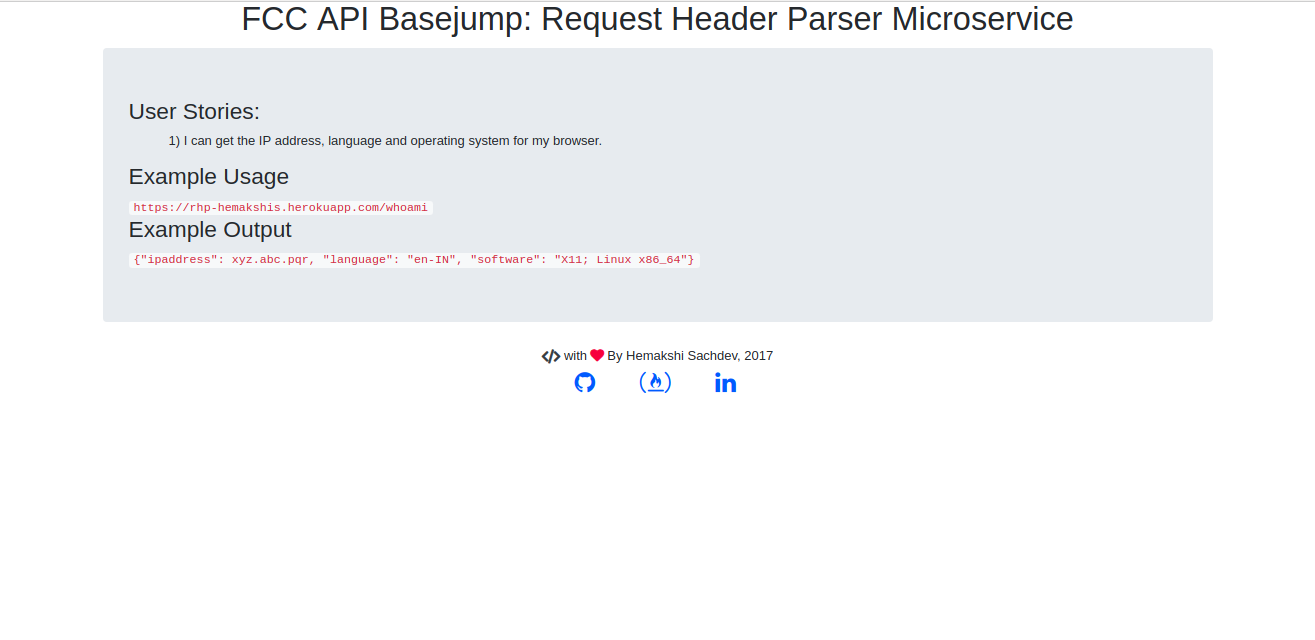 FCC API Basejump: Request Header Parser Microservice
User Stories:
1) I can get the IP address, language and operating system for my browser.
Example Usage
https://rhp-hemakshis.herokuapp.com/whoami
Example Output
{"ipaddress": xyz.abc.pqr, "language": "en-IN", "software": "X11; Linux x86_64"}
with By Hemakshi Sachdev, 2017
in